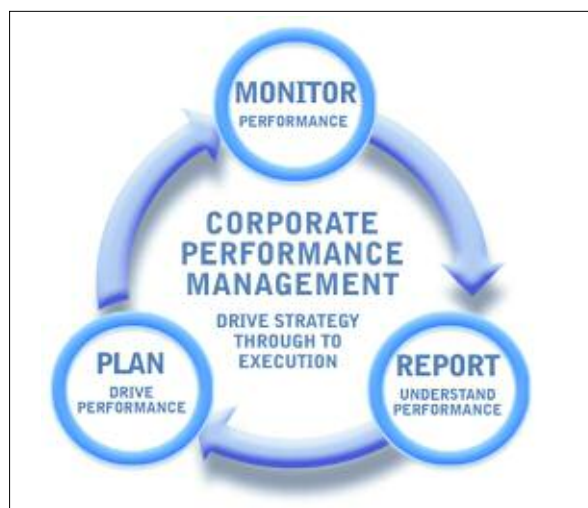 MONITOR
PERFORMANCE
CORPORATE
PERFORMANCE
MANAGEMENT
DRIVE STRATEGY
THROUGH TO
EXECUTION
PLAN
DRIVE
PERFORMANCE
REPORT
UNDERSTAND
PERFORMANCE